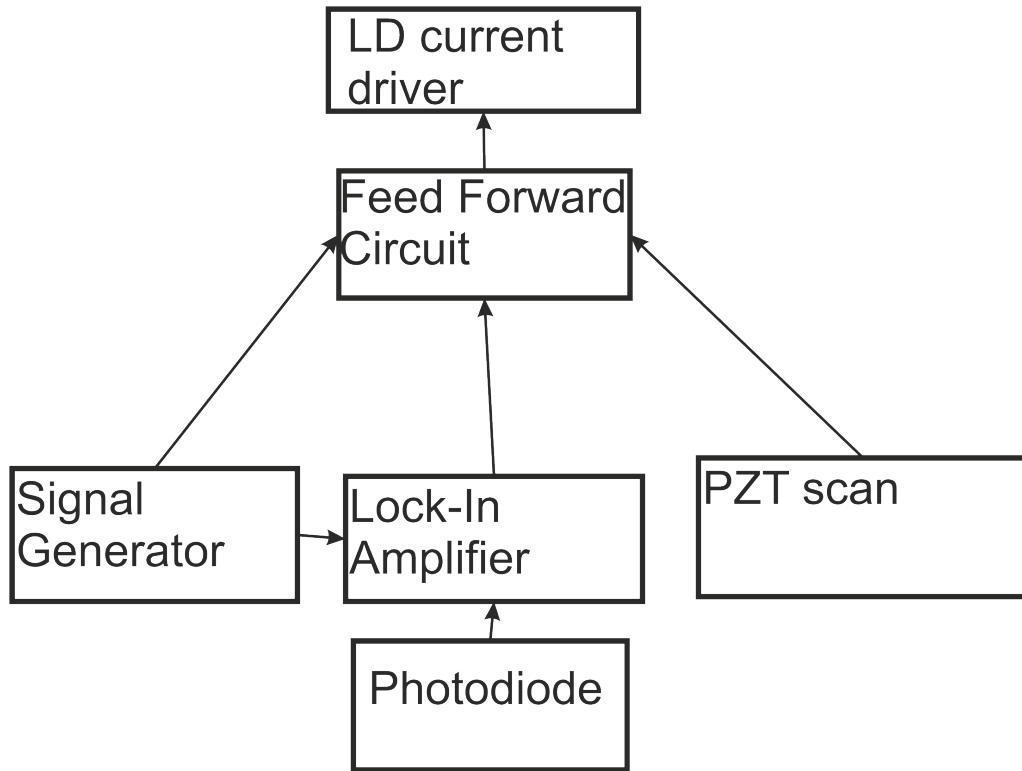 LD current
driver
Feed Forward
Circuit
Signal
Generator
Lock-In
Amplifier
PZT scan
Photodiode